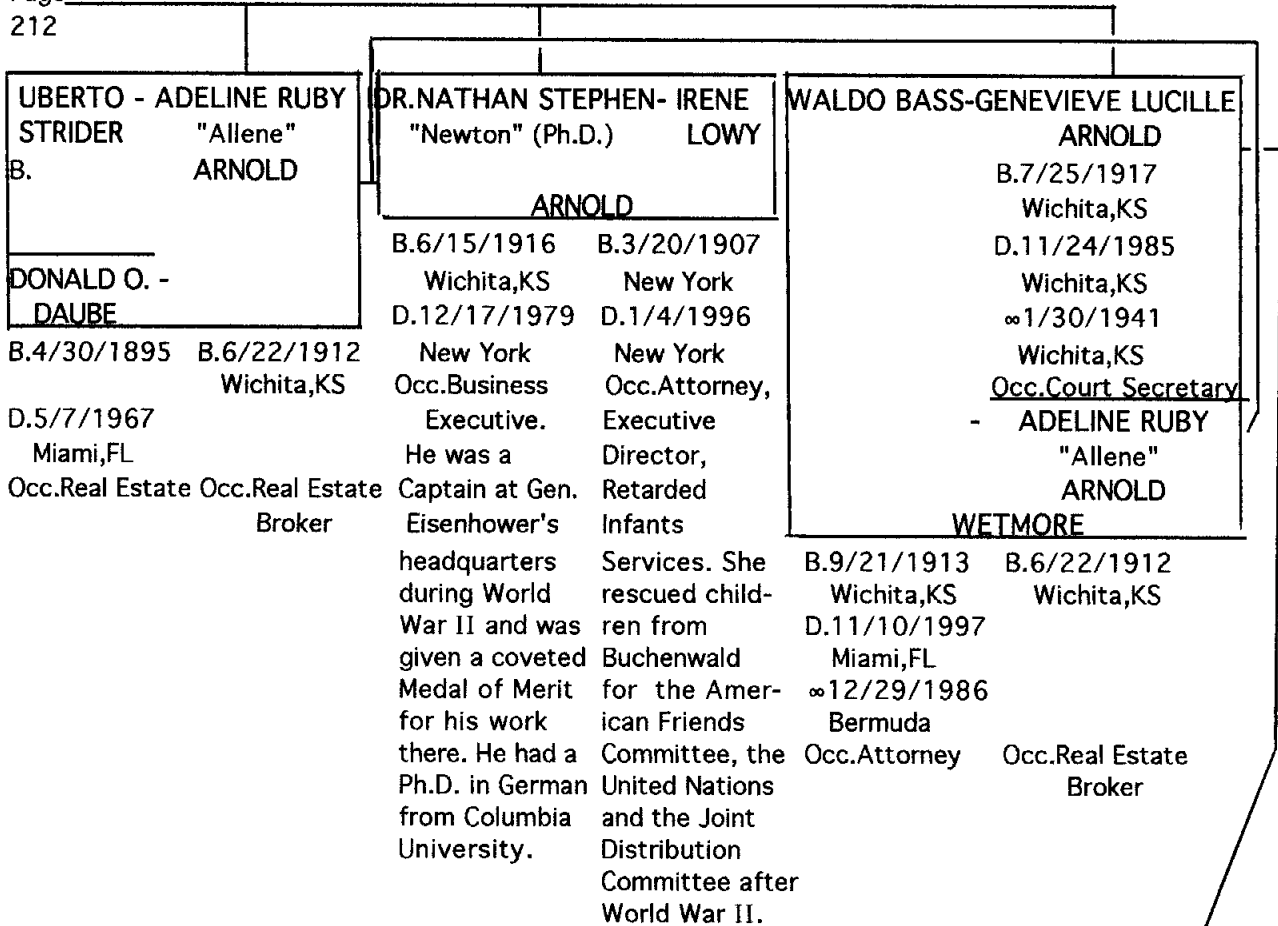 212
UBERTO - ADELINE RUBY
STRIDER "Allene"
B. ARNOLD
DONALD O. -
DAUBE
B.4/30/1895 B.6/22/1912
Wichita,KS
D.5/7/1967
Miami,FL
Occ.Real Estate Occ.Real Estate
Broker
DR.NATHAN STEPHEN- IRENE
"Newton" (Ph.D.) LOWY
ARNOLD
B.6/15/1916 B.3/20/1907
Wichita,KS New York
D.12/17/1979 D.1/4/1996
New York New York
Occ.Business Occ.Attorney,
Executive. Executive
He was a Director,
Captain at Gen. Retarded
Eisenhower's Infants
headquarters Services. She
during World rescued child-
War II and was ren from
given a coveted Buchenwald
Medal of Merit for the Amer-
for his work ican Friends
there. He had a Committee, the
Ph.D. in German United Nations
from Columbia and the Joint
University. Distribution
Committee after
World War II.
WALDO BASS-GENEVIEVE LUCILLE
ARNOLD
B.7/25/1917
Wichita,KS
D.11/24/1985
Wichita,KS
∞1/30/1941
Wichita,KS
Occ.Court Secretary
- ADELINE RUBY
"Allene"
ARNOLD
WETMORE
B.9/21/1913 B.6/22/1912
Wichita,KS Wichita,KS
D.11/10/1997
Miami,FL
∞12/29/1986
Bermuda
Occ.Attorney Occ.Real Estate
Broker